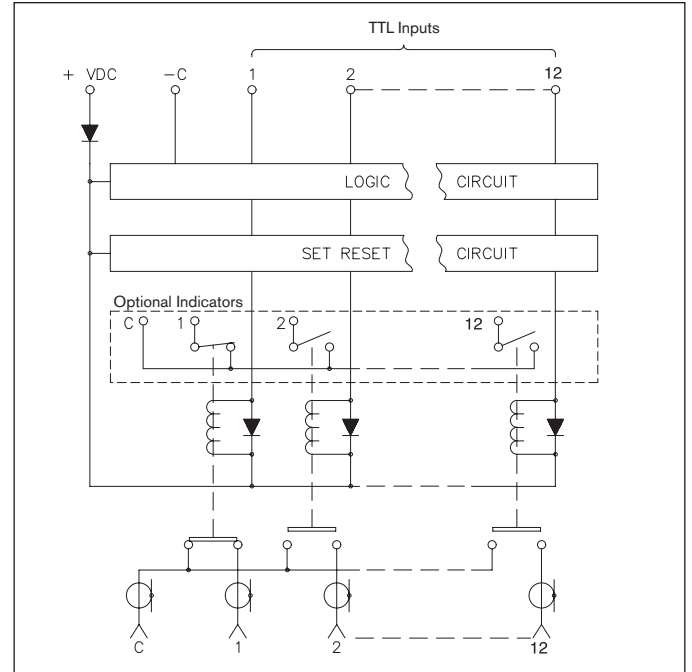 TTL Inputs
+ VDC -C 1 2 12
LOGIC CIRCUIT
SET RESET CIRCUIT
Optional Indicators
C 1 2 12
C 1 2 12